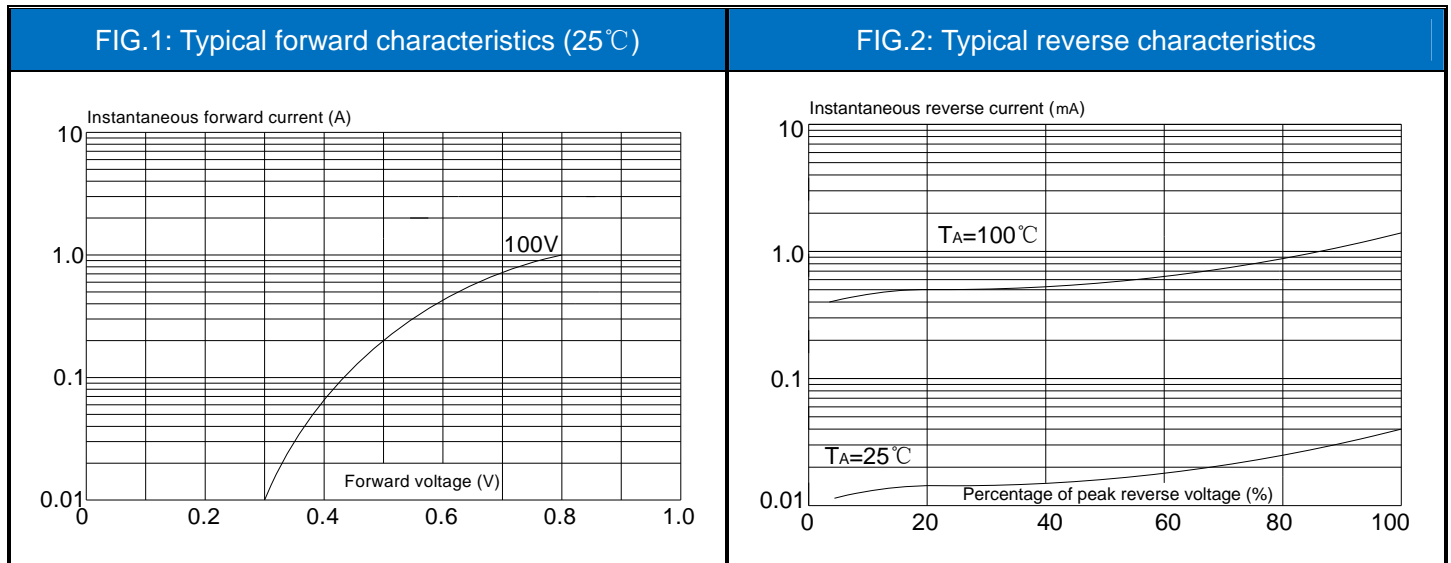 FIG.1: Typical forward characteristics (25℃)
Instantaneous forward current (A)
10
1.0
0.1
0.01
100V
Forward voltage (V)
0 0.2 0.4 0.6 0.8 1.0
FIG.2: Typical reverse characteristics
Instantaneous reverse current (mA)
10
1.0
0.1
0.01
TA=100℃
TA=25℃
Percentage of peak reverse voltage (%)
0 20 40 60 80 100